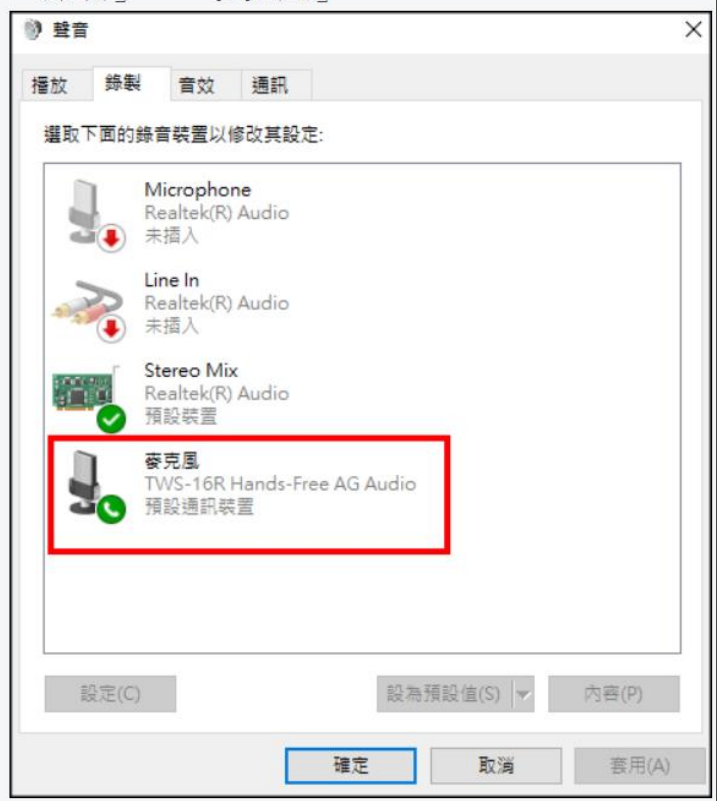 聲音
播放
錄製
音效
通訊
選取下面的錄音裝置以修改其設定:
Microphone
Realtek(R) Audio
未插入
Line In
Realtek(R) Audio
未插入
Stereo Mix
Realtek(R) Audio
預設裝置
麥克風
TWS-16R Hands-Free AG Audio
預設通訊裝置
設定(C)
設為預設值(S)
內容(P)
確定
取消
套用(A)